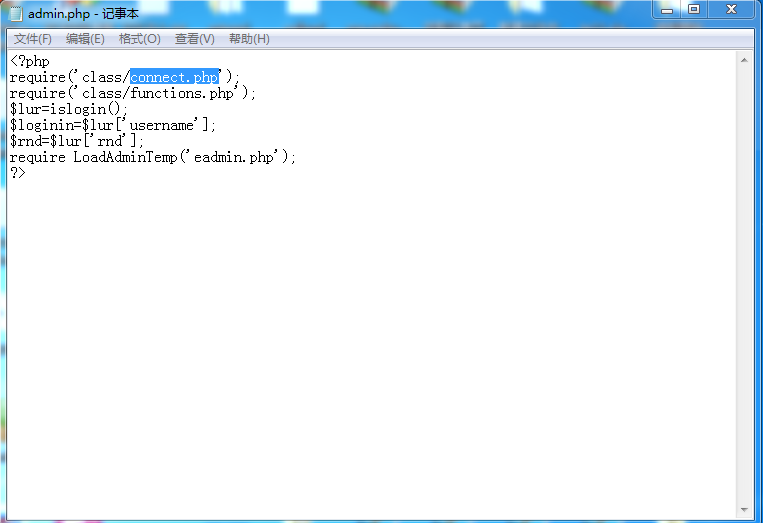 admin.php - 记事本
文件(F) 编辑(E) 格式(O) 查看(V) 帮助(H)
<?php
require('class/connect.php');
require('class/functions.php');
$lur=islogin();
$loginin=$lur['username'];
$rnd=$lur['rnd'];
require LoadAdminTemp('eadmin.php');
?>